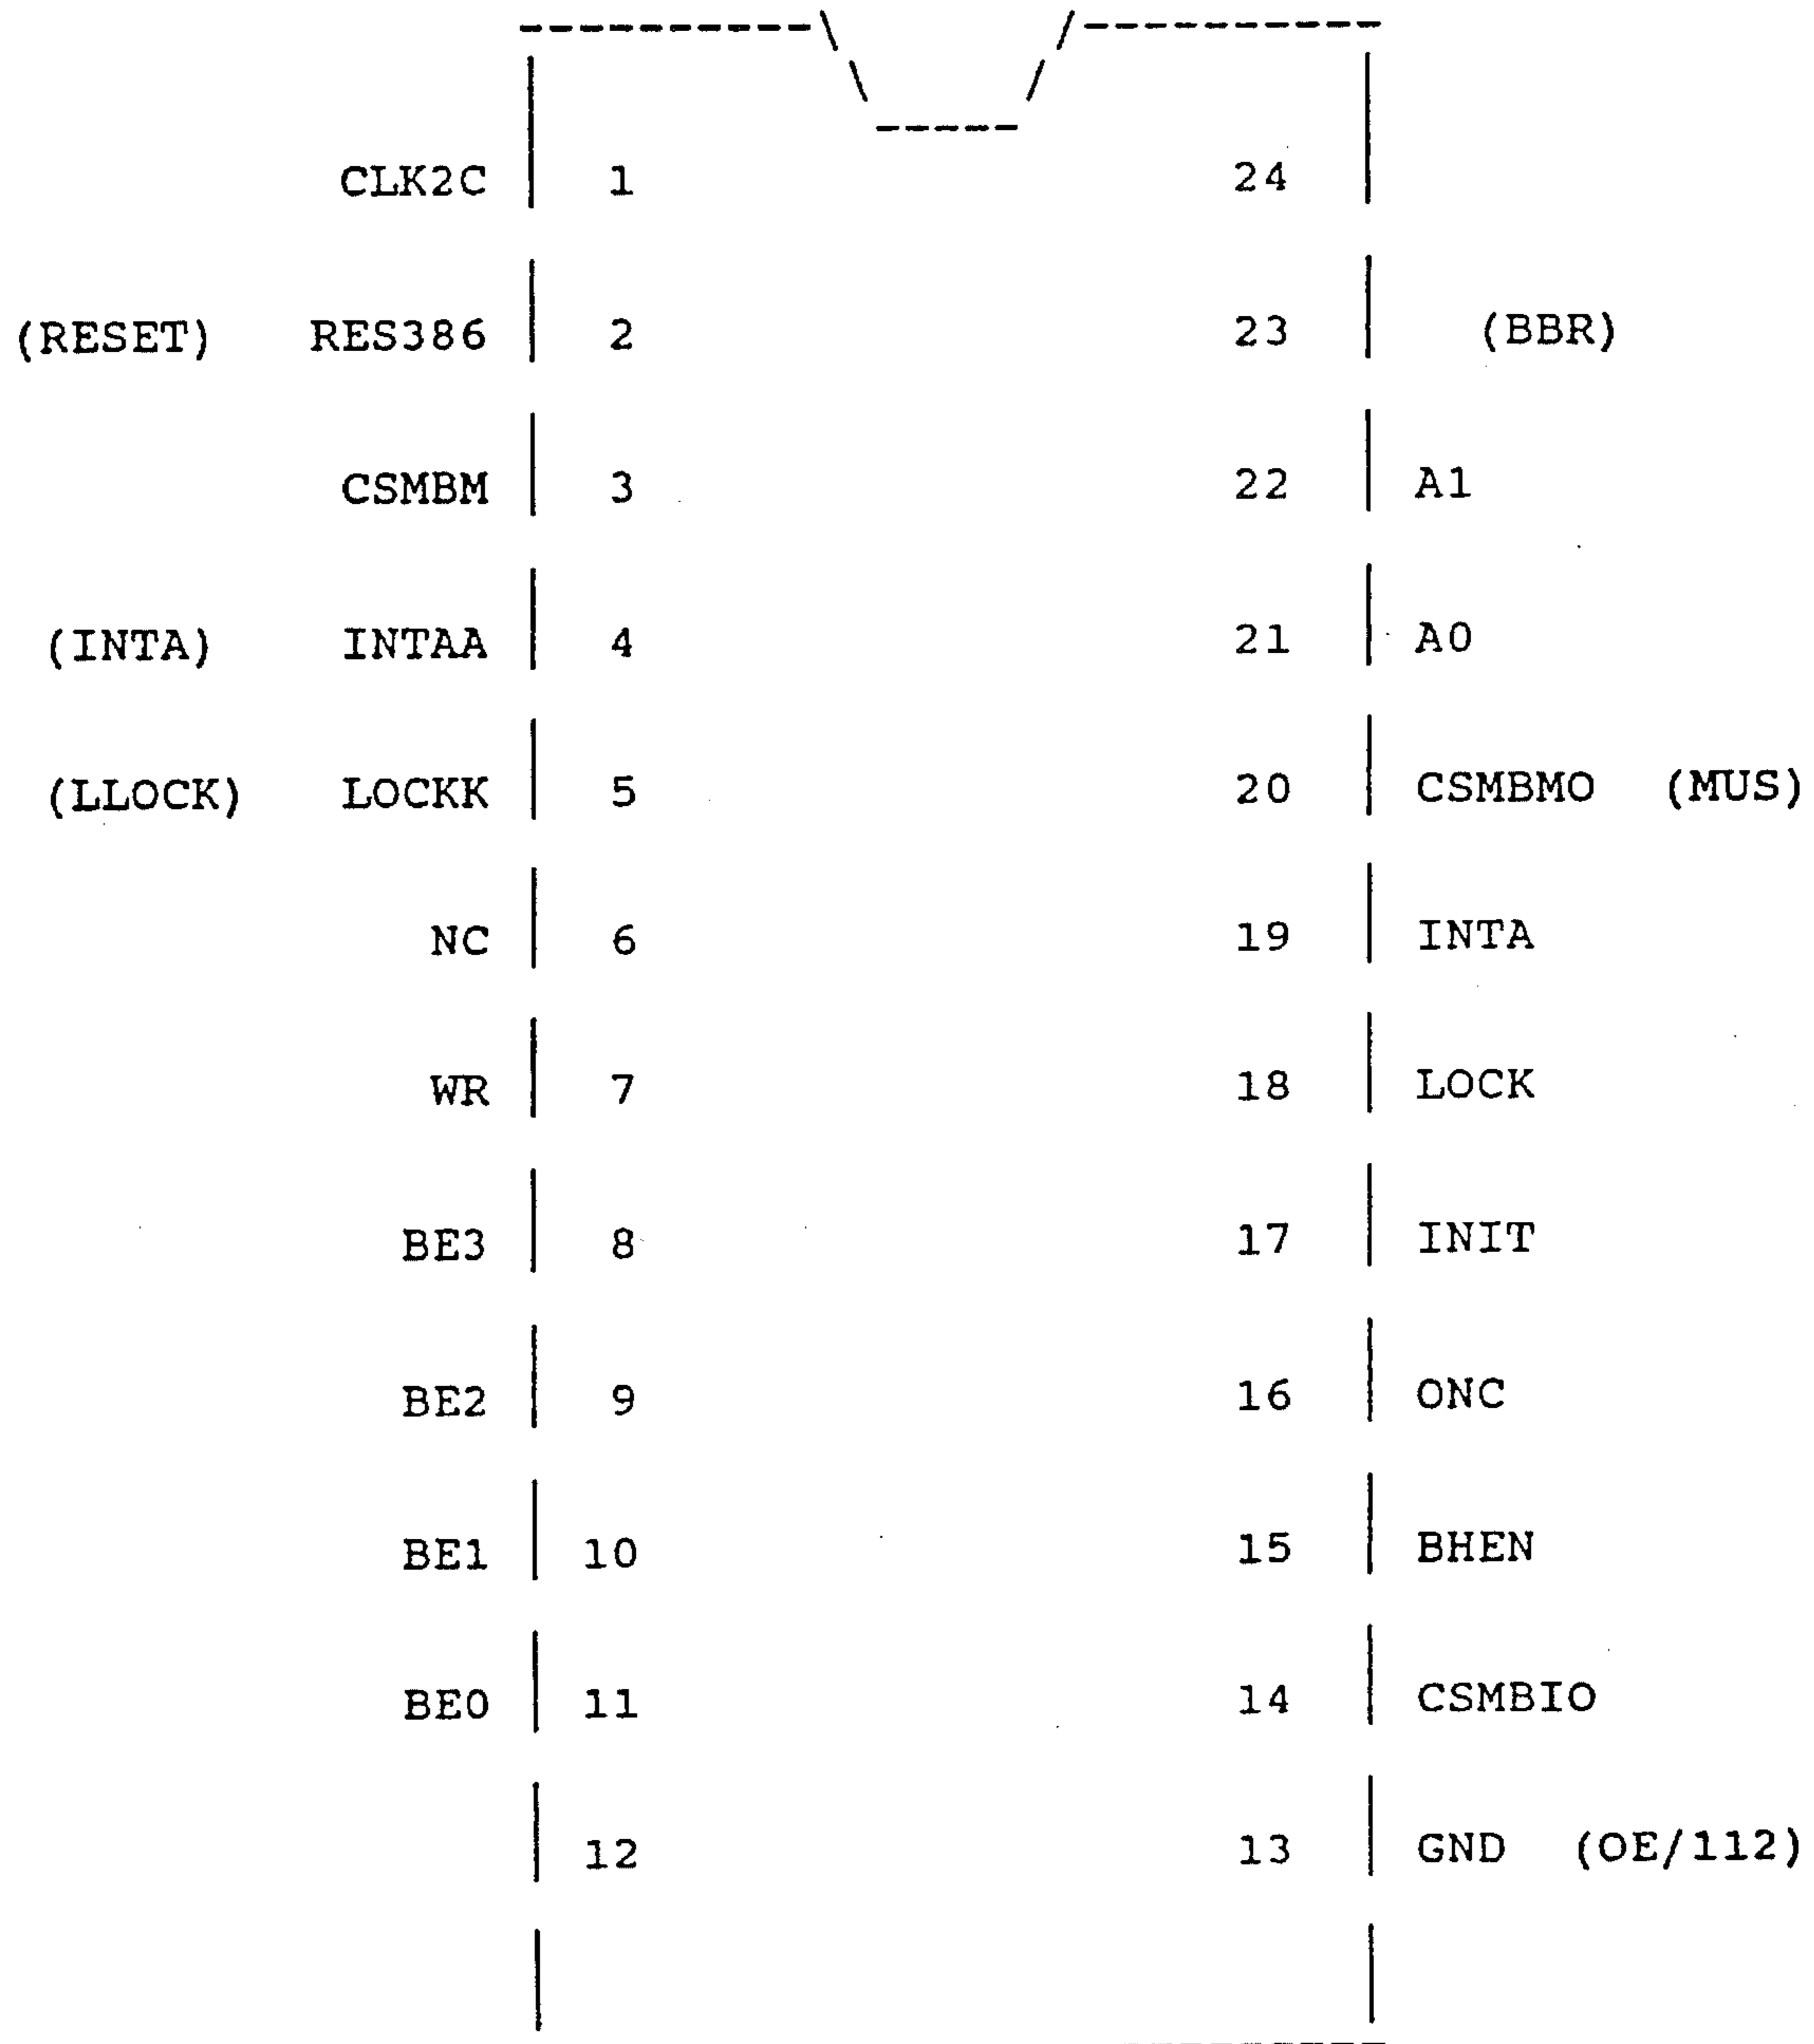 CLK2C 1 24
(RESET) RES386 2 23 (BBR)
CSMBM 3 22 A1
(INTA) INTAA 4 21 A0
(LLOCK) LOCKK 5 20 CSMBMO (MUS)
NC 6 19 INTA
WR 7 18 LOCK
BE3 8 17 INIT
BE2 9 16 ONC
BE1 10 15 BHEN
BE0 11 14 CSMBIO
12 13 GND (OE/112)